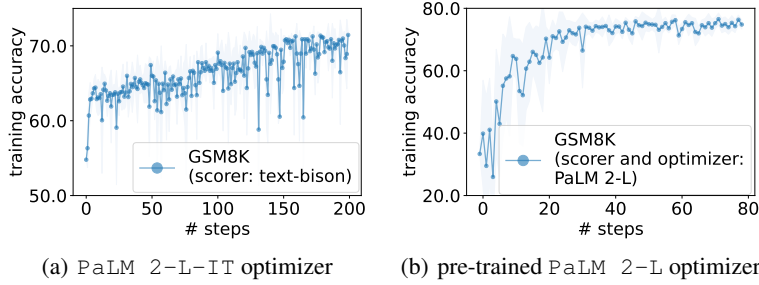 training accuracy
70.0
60.0
50.0
GSM8K
(scorer: text-bison)
0 50 100 150 200
# steps
(a) PaLM 2-L-IT optimizer
training accuracy
80.0
60.0
40.0
20.0
GSM8K
(scorer and optimizer:
PaLM 2-L)
0 20 40 60 80
# steps
(b) pre-trained PaLM 2-L optimizer